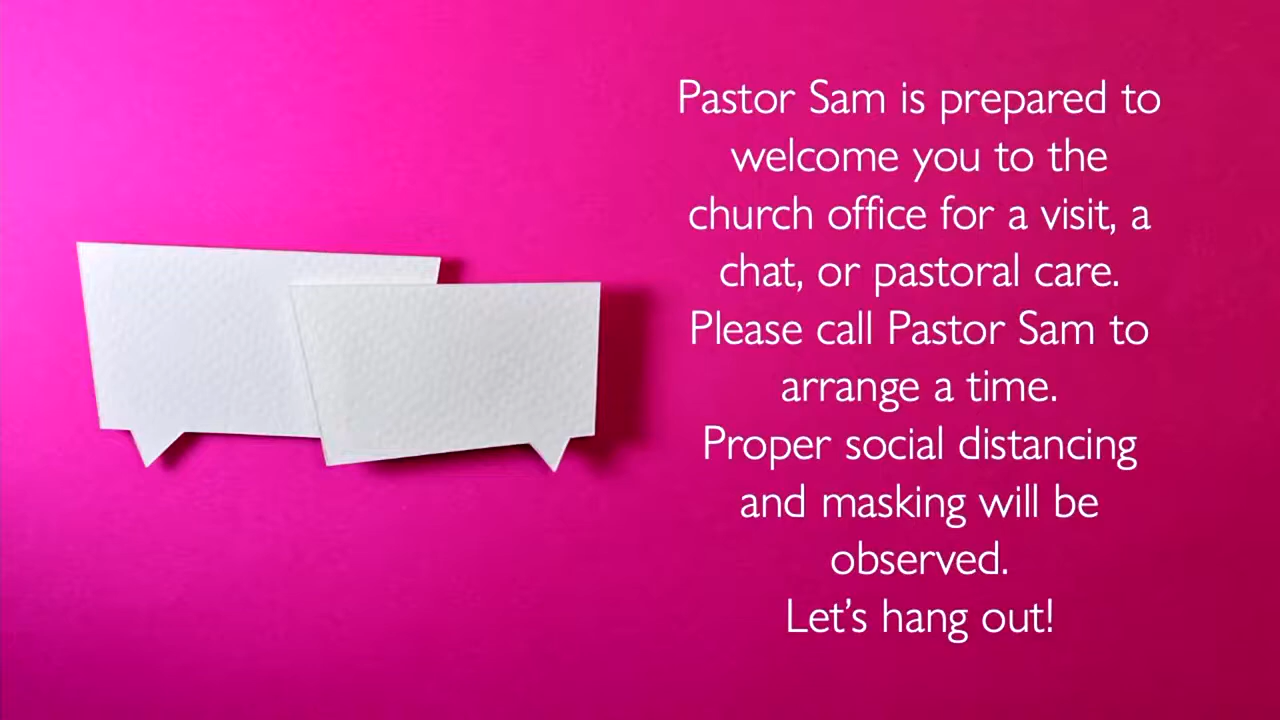 Pastor Sam is prepared to
welcome you to the
church office for a visit, a
chat, or pastoral care.
Please call Pastor Sam to
arrange a time.
Proper social distancing
and masking will be
observed.
Let’s hang out!